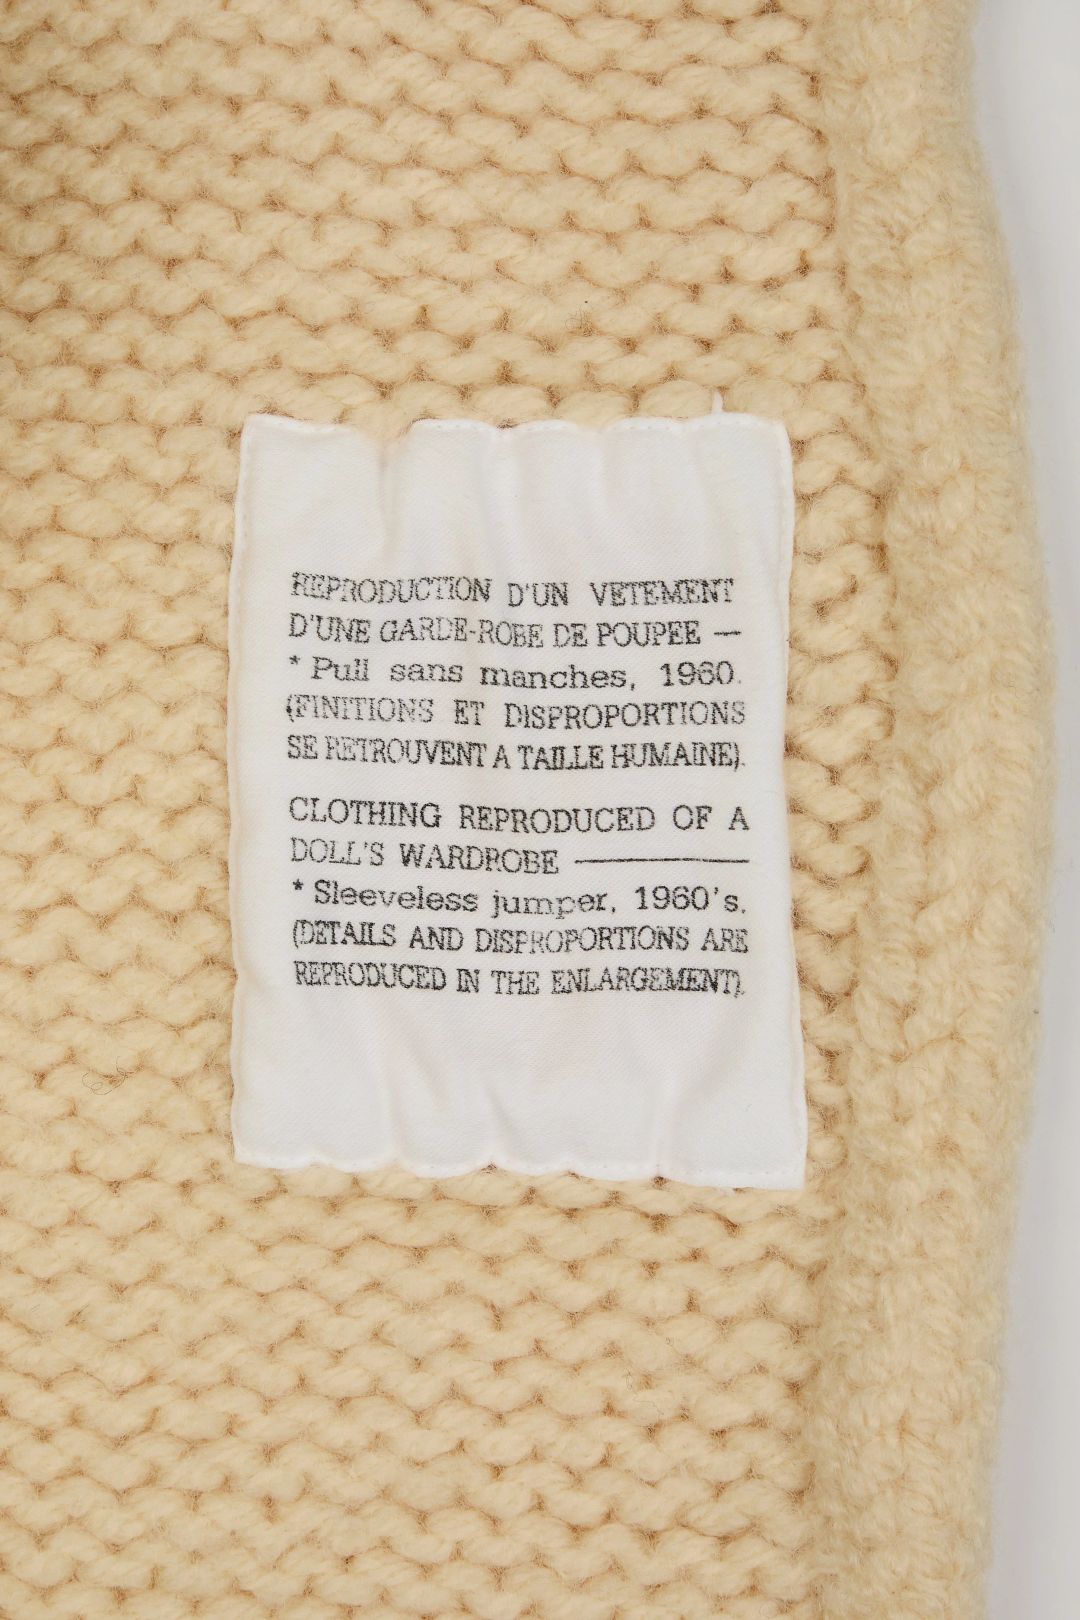 REPRODUCTION D'UN VETEMENT
D'UNE GARDE-ROBE DE POUPEE —
* Pull sans manches, 1960.
(FINITIONS ET DISPROPORTIONS
SE RETROUVENT A TAILLE HUMAINE).
CLOTHING REPRODUCED OF A
DOLL'S WARDROBE ———
* Sleeveless jumper, 1960's.
(DETAILS AND DISPROPORTIONS ARE
REPRODUCED IN THE ENLARGEMENT).